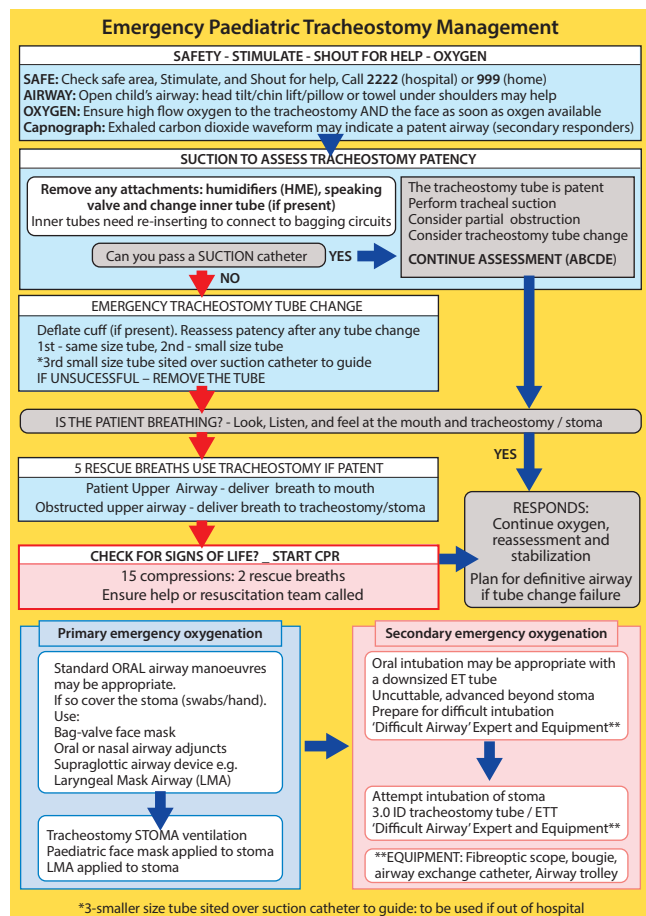 Emergency Paediatric Tracheostomy Management
SAFETY - STIMULATE - SHOUT FOR HELP - OXYGEN
SAFE: Check safe area, Stimulate, and Shout for help, Call 2222 (hospital) or 999 (home)
AIRWAY: Open child's airway: head tilt/chin lift/pillow or towel under shoulders may help
OXYGEN: Ensure high flow oxygen to the tracheostomy AND the face as soon as oxgen available
Capnograph: Exhaled carbon dioxide waveform may indicate a patent airway (secondary responders)
SUCTION TO ASSESS TRACHEOSTOMY PATENCY
Remove any attachments: humidifiers (HME), speaking
valve and change inner tube (if present)
Inner tubes need re-inserting to connect to bagging circuits
Can you pass a SUCTION catheter
YES
The tracheostomy tube is patent
Perform tracheal suction
Consider partial obstruction
Consider tracheostomy tube change
CONTINUE ASSESSMENT (ABCDE)
NO
EMERGENCY TRACHEOSTOMY TUBE CHANGE
Deflate cuff (if present). Reassess patency after any tube change
1st - same size tube, 2nd - small size tube
*3rd small size tube sited over suction catheter to guide
IF UNSUCESSFUL – REMOVE THE TUBE
IS THE PATIENT BREATHING? - Look, Listen, and feel at the mouth and tracheostomy / stoma
YES
5 RESCUE BREATHS USE TRACHEOSTOMY IF PATENT
Patient Upper Airway - deliver breath to mouth
Obstructed upper airway - deliver breath to tracheostomy/stoma
CHECK FOR SIGNS OF LIFE? _ START CPR
15 compressions: 2 rescue breaths
Ensure help or resuscitation team called
RESPONDS:
Continue oxygen,
reassessment and
stabilization
Plan for definitive airway
if tube change failure
Primary emergency oxygenation
Standard ORAL airway manoeuvres
may be appropriate.
If so cover the stoma (swabs/hand).
Use:
Bag-valve face mask
Oral or nasal airway adjuncts
Supraglottic airway device e.g.
Laryngeal Mask Airway (LMA)
Tracheostomy STOMA ventilation
Paediatric face mask applied to stoma
LMA applied to stoma
Secondary emergency oxygenation
Oral intubation may be appropriate with
a downsized ET tube
Uncuttable, advanced beyond stoma
Prepare for difficult intubation
'Difficult Airway' Expert and Equipment**
Attempt intubation of stoma
3.0 ID tracheostomy tube / ETT
'Difficult Airway' Expert and Equipment**
**EQUIPMENT: Fibreoptic scope, bougie,
airway exchange catheter, Airway trolley
*3-smaller size tube sited over suction catheter to guide: to be used if out of hospital